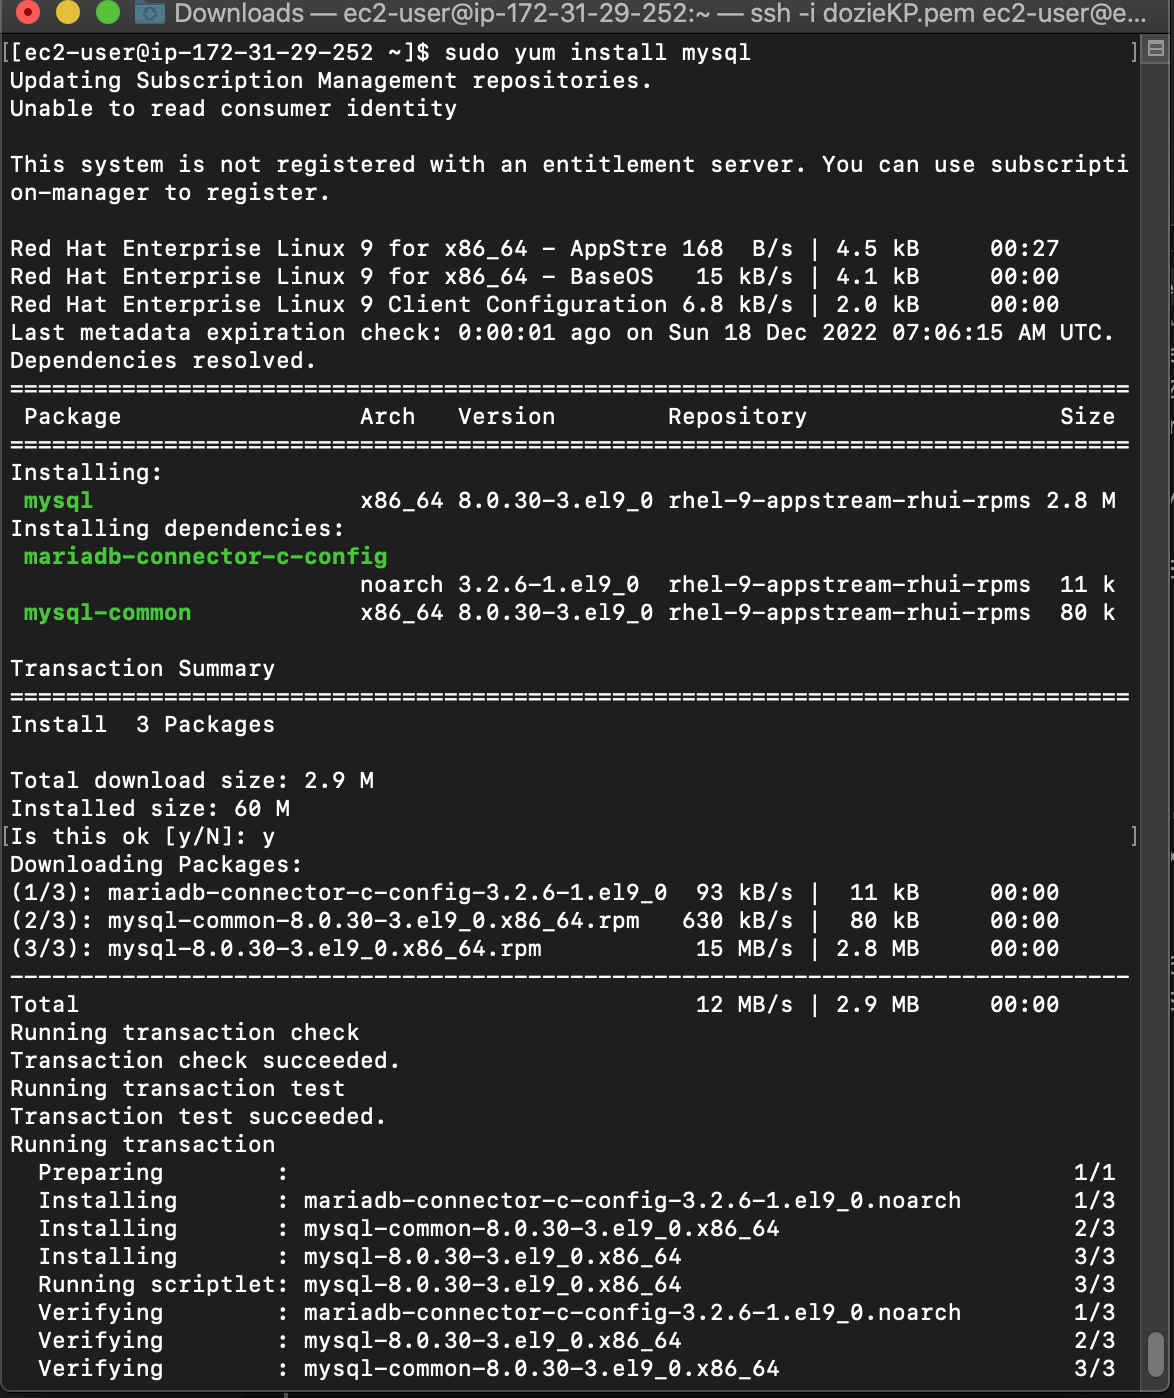 Downloads — ec2-user@ip-172-31-29-252:~ — ssh -i dozieKP.pem ec2-user@e...
[[ec2-user@ip-172-31-29-252 ~]$ sudo yum install mysql ]
Updating Subscription Management repositories.
Unable to read consumer identity
This system is not registered with an entitlement server. You can use subscripti
on-manager to register.
Red Hat Enterprise Linux 9 for x86_64 - AppStre 168  B/s | 4.5 kB     00:27
Red Hat Enterprise Linux 9 for x86_64 - BaseOS   15 kB/s | 4.1 kB     00:00
Red Hat Enterprise Linux 9 Client Configuration 6.8 kB/s | 2.0 kB     00:00
Last metadata expiration check: 0:00:01 ago on Sun 18 Dec 2022 07:06:15 AM UTC.
Dependencies resolved.
================================================================================
 Package                 Arch   Version        Repository                  Size
================================================================================
Installing:
 mysql                   x86_64 8.0.30-3.el9_0 rhel-9-appstream-rhui-rpms 2.8 M
Installing dependencies:
 mariadb-connector-c-config
                         noarch 3.2.6-1.el9_0  rhel-9-appstream-rhui-rpms  11 k
 mysql-common            x86_64 8.0.30-3.el9_0 rhel-9-appstream-rhui-rpms  80 k
Transaction Summary
================================================================================
Install  3 Packages
Total download size: 2.9 M
Installed size: 60 M
[Is this ok [y/N]: y ]
Downloading Packages:
(1/3): mariadb-connector-c-config-3.2.6-1.el9_0  93 kB/s |  11 kB     00:00
(2/3): mysql-common-8.0.30-3.el9_0.x86_64.rpm   630 kB/s |  80 kB     00:00
(3/3): mysql-8.0.30-3.el9_0.x86_64.rpm           15 MB/s | 2.8 MB     00:00
--------------------------------------------------------------------------------
Total                                            12 MB/s | 2.9 MB     00:00
Running transaction check
Transaction check succeeded.
Running transaction test
Transaction test succeeded.
Running transaction
  Preparing        :                                                        1/1
  Installing       : mariadb-connector-c-config-3.2.6-1.el9_0.noarch        1/3
  Installing       : mysql-common-8.0.30-3.el9_0.x86_64                     2/3
  Installing       : mysql-8.0.30-3.el9_0.x86_64                            3/3
  Running scriptlet: mysql-8.0.30-3.el9_0.x86_64                            3/3
  Verifying        : mariadb-connector-c-config-3.2.6-1.el9_0.noarch        1/3
  Verifying        : mysql-8.0.30-3.el9_0.x86_64                            2/3
  Verifying        : mysql-common-8.0.30-3.el9_0.x86_64                     3/3